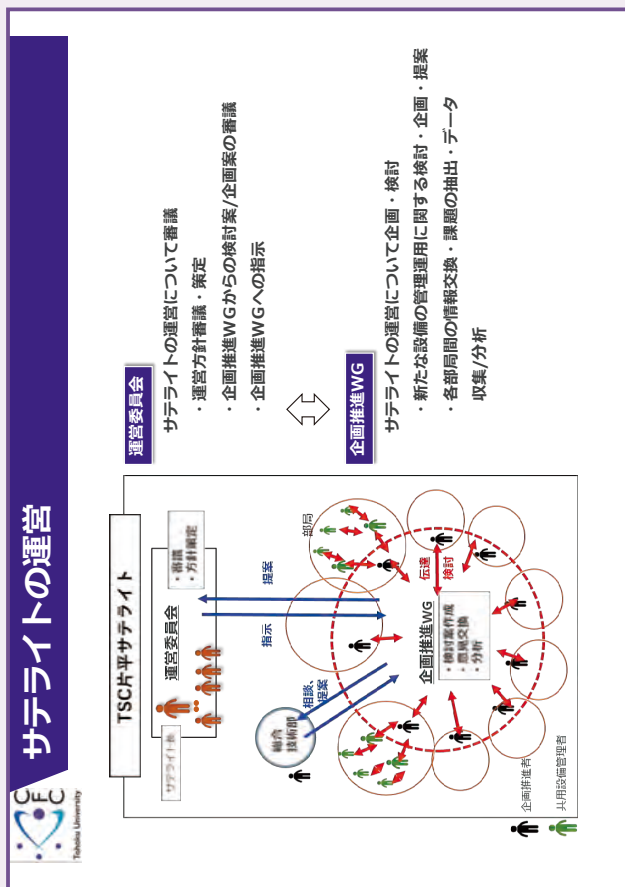 サテライトの運営
CFC
Tohoku University
TSC片平サテライト
サテライト長
運営委員会
・審議
・方針策定
指示
提案
総合
技術部
相談、
提案
企画推進WG
・検討案作成
・意見交換
・分析
伝達
検討
部局
企画推進者
共用設備管理者
運営委員会
サテライトの運営について審議
・運営方針審議・策定
・企画推進WGからの検討案/企画案の審議
・企画推進WGへの指示
企画推進WG
サテライトの運営について企画・検討
・新たな設備の管理運用に関する検討・企画・提案
・各部局間の情報交換・課題の抽出・データ
収集/分析